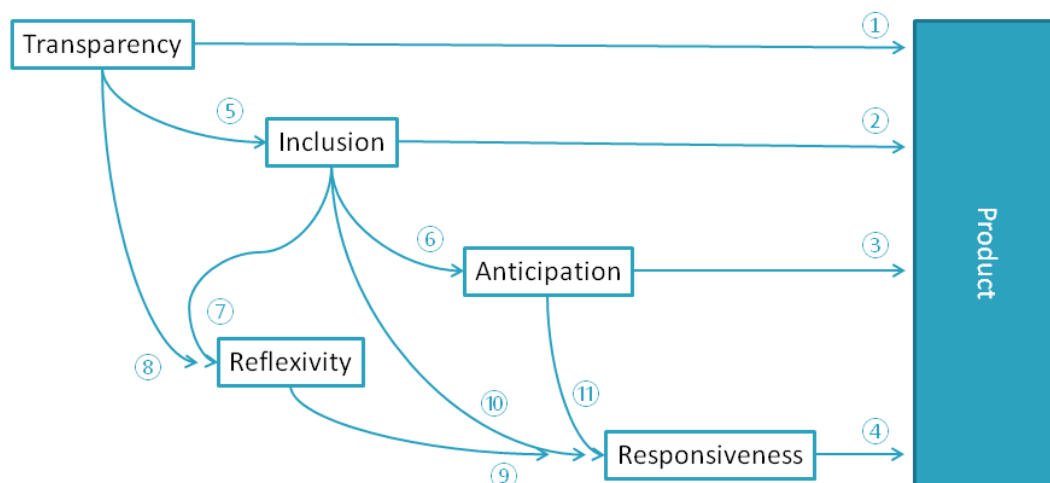 Transparency
①
⑤
Inclusion
②
⑥
Anticipation
③
Product
⑦
⑧
Reflexivity
⑩
⑪
⑨
Responsiveness
④